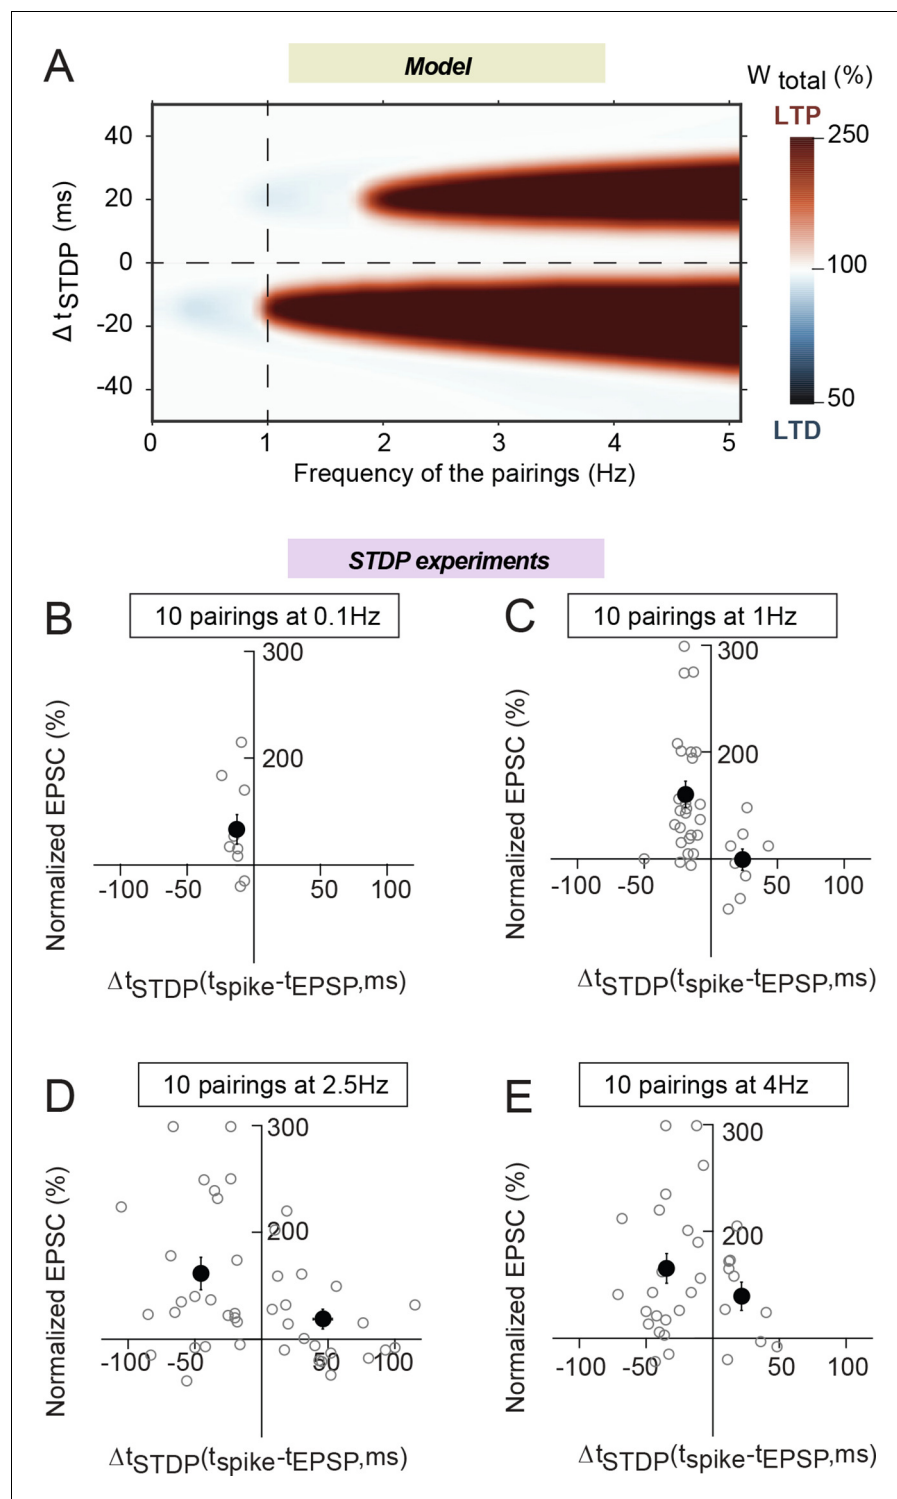 A
Model
W total (%)
LTP
250
100
50
LTD
Δ tSTDP (ms)
40
20
0
-20
-40
0 1 2 3 4 5
Frequency of the pairings (Hz)
STDP experiments
B
10 pairings at 0.1Hz
Normalized EPSC (%)
300
200
-100 -50 50 100
ΔtSTDP(tspike-tEPSP,ms)
C
10 pairings at 1Hz
Normalized EPSC (%)
300
200
-100 -50 50 100
ΔtSTDP(tspike-tEPSP,ms)
D
10 pairings at 2.5Hz
Normalized EPSC (%)
300
200
-100 -50 50 100
ΔtSTDP(tspike-tEPSP,ms)
E
10 pairings at 4Hz
Normalized EPSC (%)
300
200
-100 -50 50 100
ΔtSTDP(tspike-tEPSP,ms)